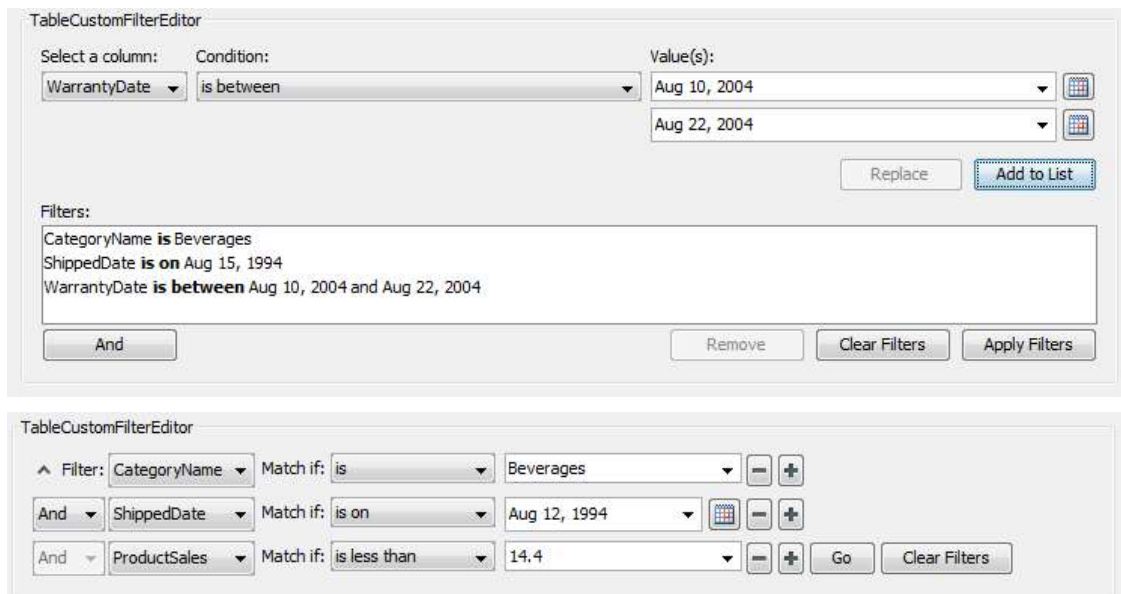 TableCustomFilterEditor
Select a column: Condition: Value(s):
WarrantyDate is between Aug 10, 2004
Aug 22, 2004
Replace Add to List
Filters:
CategoryName is Beverages
ShippedDate is on Aug 15, 1994
WarrantyDate is between Aug 10, 2004 and Aug 22, 2004
And Remove Clear Filters Apply Filters
TableCustomFilterEditor
Filter: CategoryName Match if: is Beverages
And ShippedDate Match if: is on Aug 12, 1994
And ProductSales Match if: is less than 14.4 Go Clear Filters